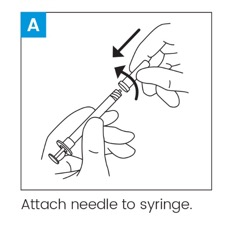 A
Attach needle to syringe.